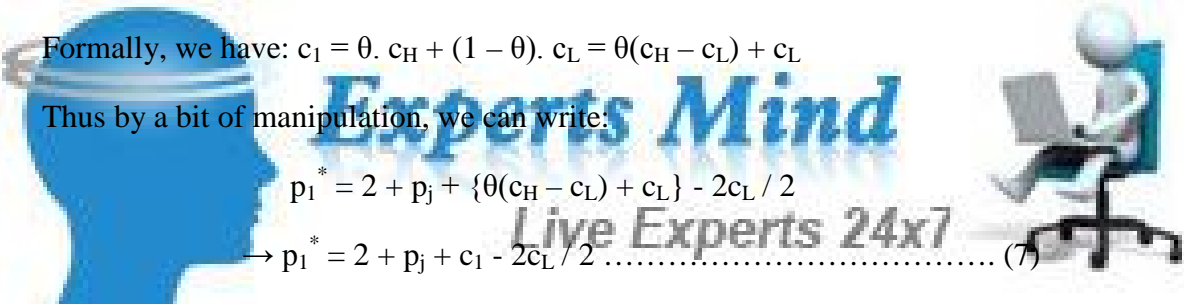 Formally, we have: c₁ = θ. c_H + (1 – θ). c_L = θ(c_H – c_L) + c_L
Thus by a bit of manipulation, we can write:
Experts Mind
p₁* = 2 + p_j + {θ(c_H – c_L) + c_L} - 2c_L / 2
Live Experts 24x7
→ p₁* = 2 + p_j + c₁ - 2c_L / 2 ………………………………… (7)